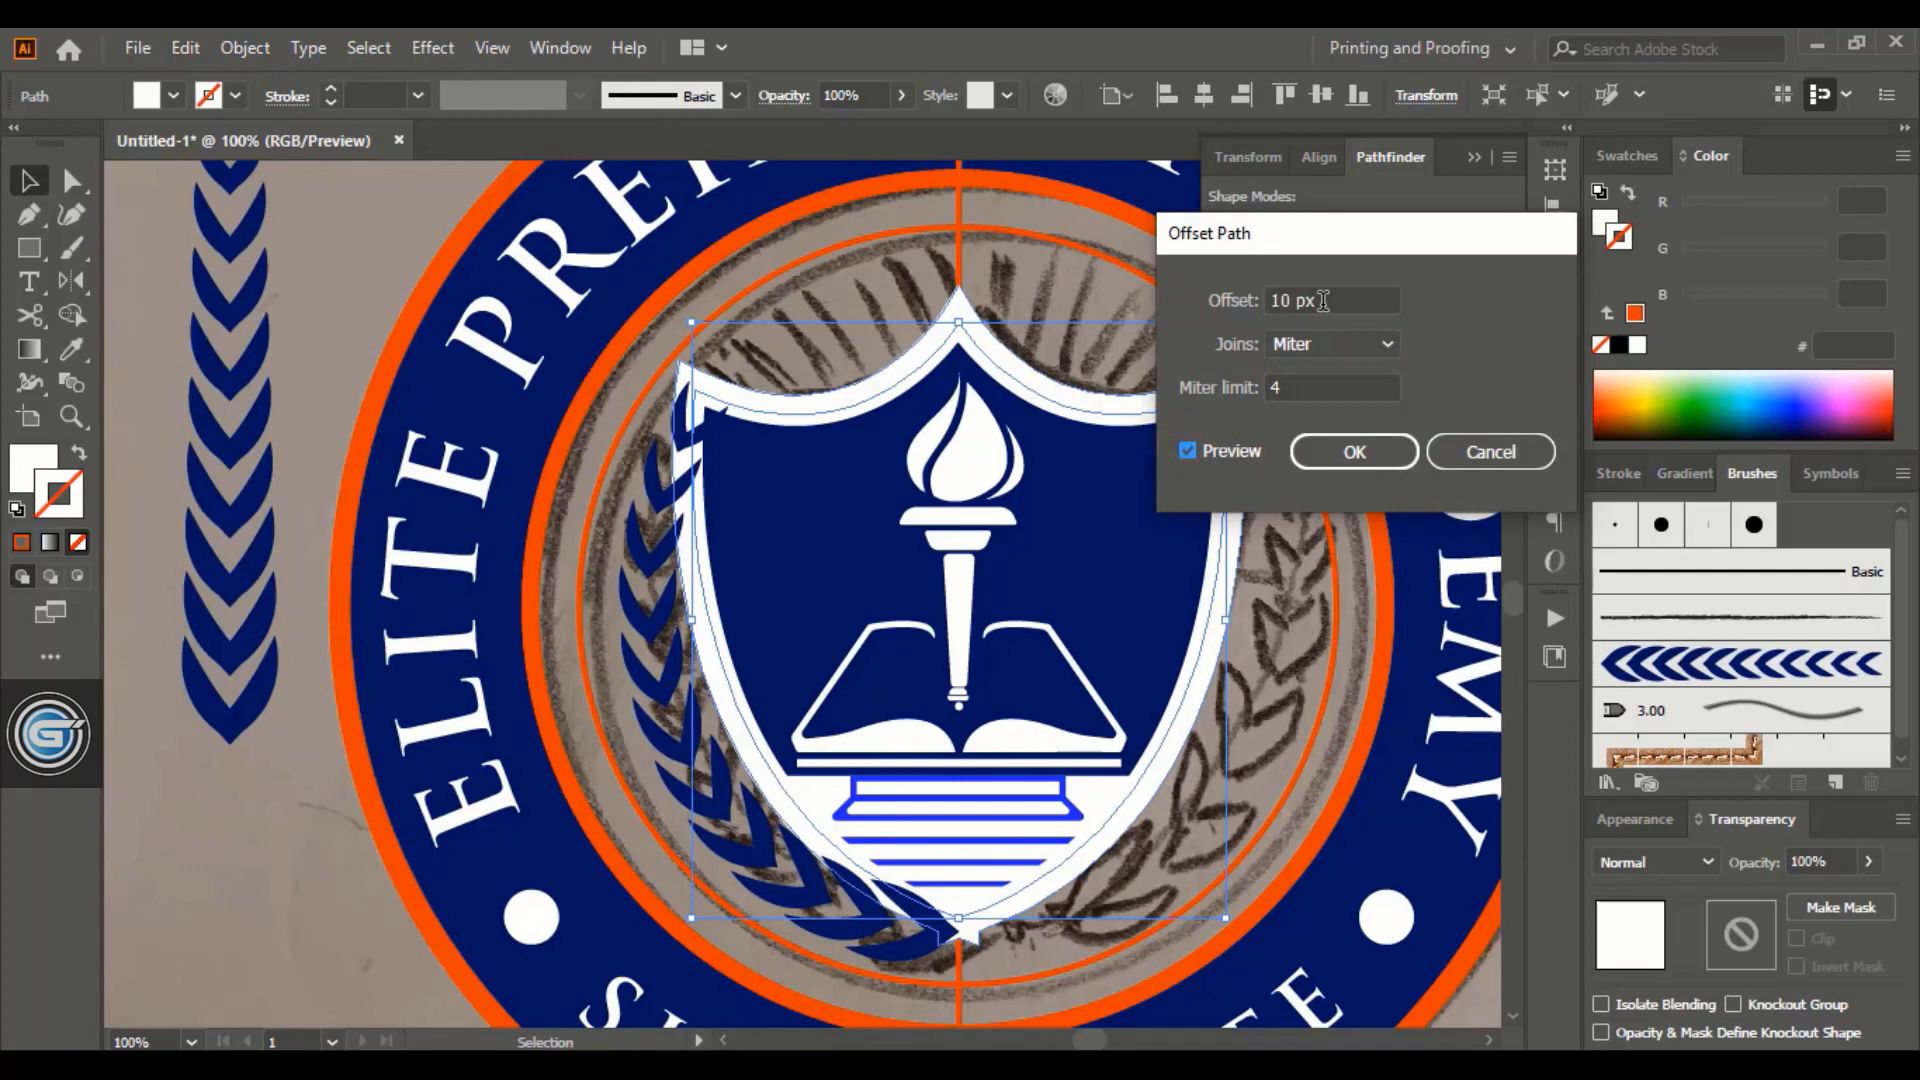 Ai
File Edit Object Type Select Effect View Window Help
Printing and Proofing
Search Adobe Stock
Path
Stroke:
Basic
Opacity: 100%
Style:
Transform
Untitled-1* @ 100% (RGB/Preview)
Transform Align Pathfinder
Shape Modes:
Offset Path
Offset: 10 px
Joins: Miter
Miter limit: 4
Preview OK Cancel
Swatches Color
R
G
B
#
Stroke Gradient Brushes Symbols
Basic
3.00
Appearance Transparency
Normal Opacity: 100%
Make Mask
Clip
Invert Mask
Isolate Blending Knockout Group
Opacity & Mask Define Knockout Shape
ELITE PREP
EMY
S
E
100% 1 Selection